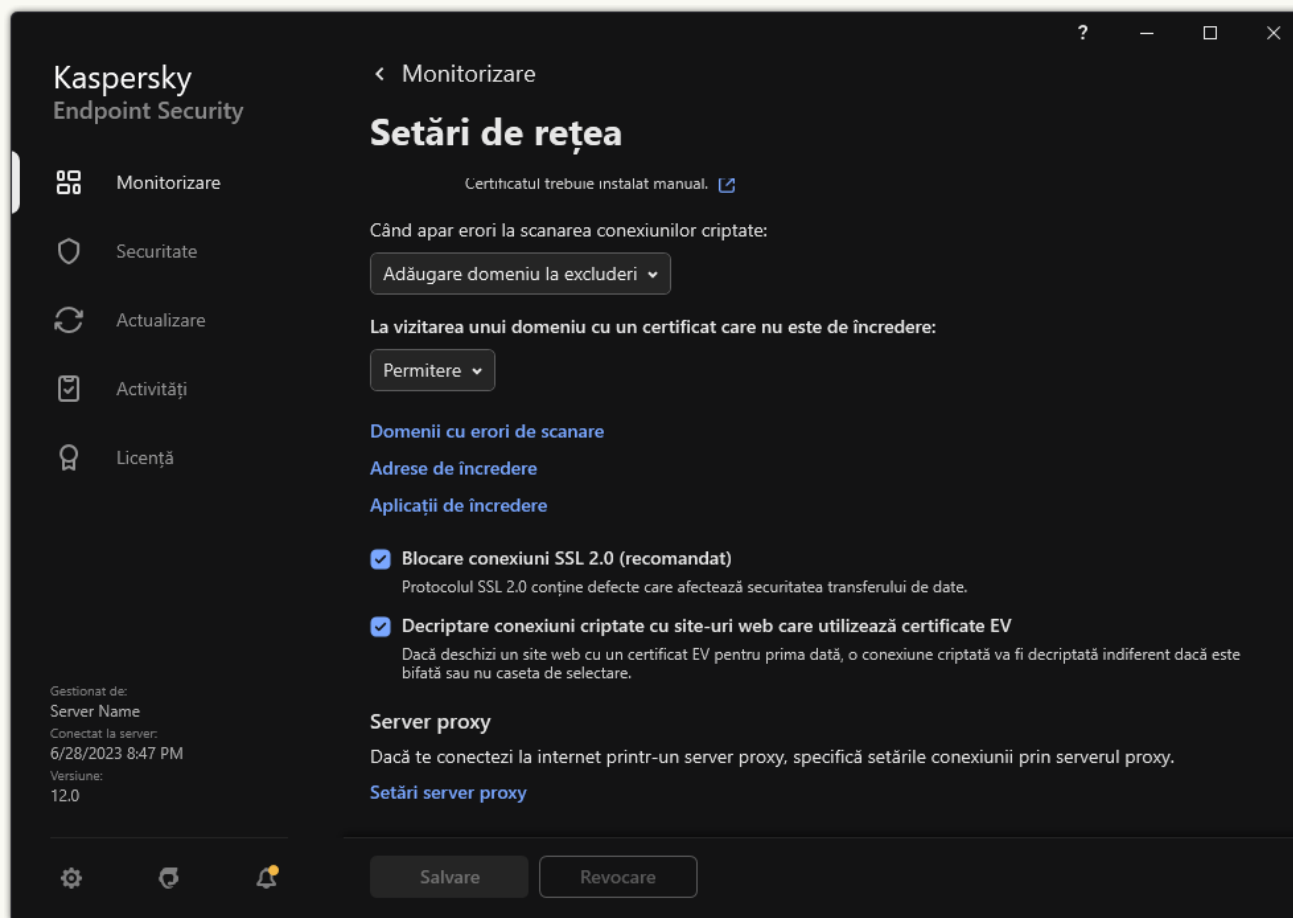 ?
Kaspersky
Endpoint Security
Monitorizare
Securitate
Actualizare
Activități
Licență
Gestionat de:
Server Name
Conectat la server:
6/28/2023 8:47 PM
Versiune:
12.0
Monitorizare
Setări de rețea
Certificatul trebuie instalat manual.
Când apar erori la scanarea conexiunilor criptate:
Adăugare domeniu la excluderi
La vizitarea unui domeniu cu un certificat care nu este de încredere:
Permitere
Domenii cu erori de scanare
Adrese de încredere
Aplicații de încredere
Blocare conexiuni SSL 2.0 (recomandat)
Protocolul SSL 2.0 conține defecte care afectează securitatea transferului de date.
Decriptare conexiuni criptate cu site-uri web care utilizează certificate EV
Dacă deschizi un site web cu un certificat EV pentru prima dată, o conexiune criptată va fi decriptată indiferent dacă este
bifată sau nu caseta de selectare.
Server proxy
Dacă te conectezi la internet printr-un server proxy, specifică setările conexiunii prin serverul proxy.
Setări server proxy
Salvare
Revocare